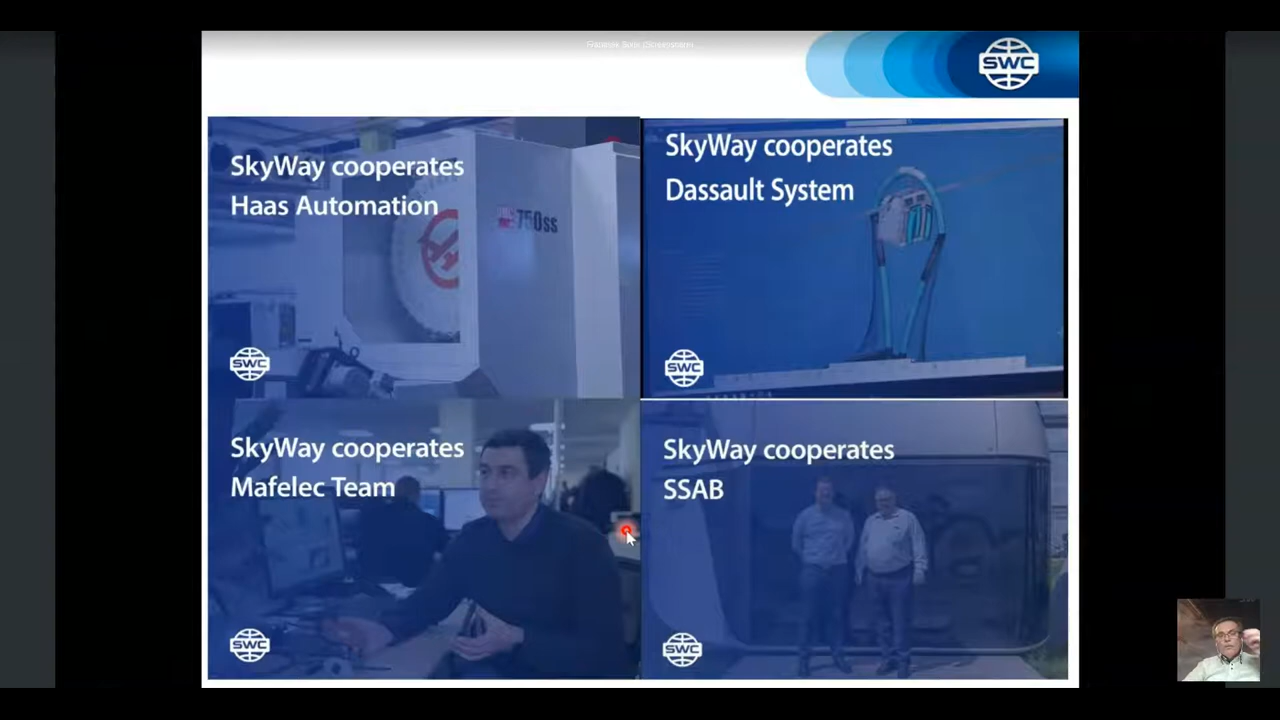 SWC
SkyWay cooperates
Haas Automation
750ss
SWC
SkyWay cooperates
Dassault System
SWC
SkyWay cooperates
Mafelec Team
SWC
SkyWay cooperates
SSAB
SWC